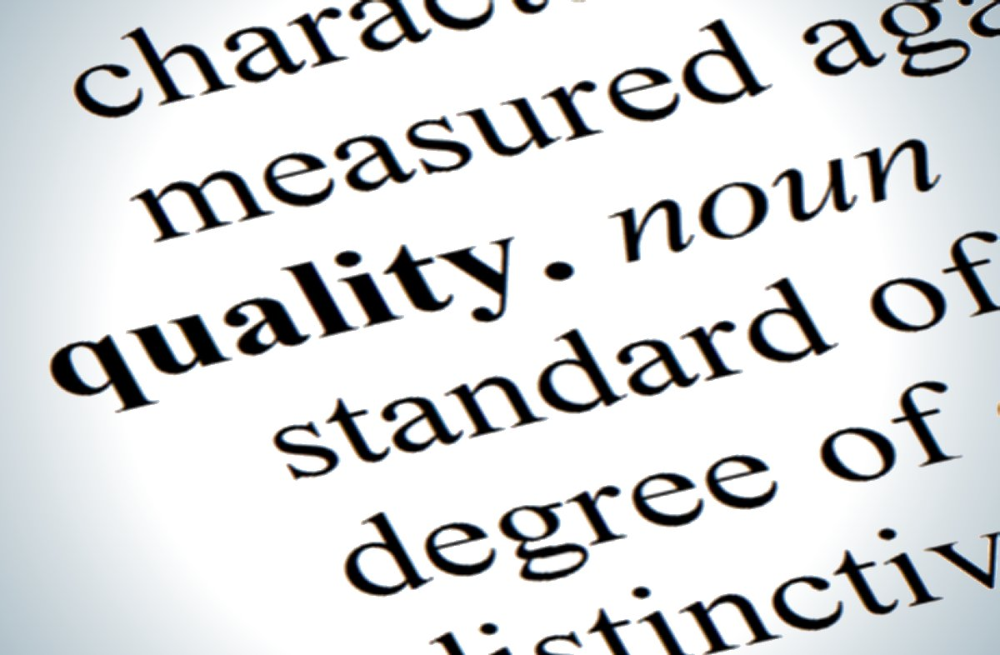 measured
quality. noun
standard of
degree of